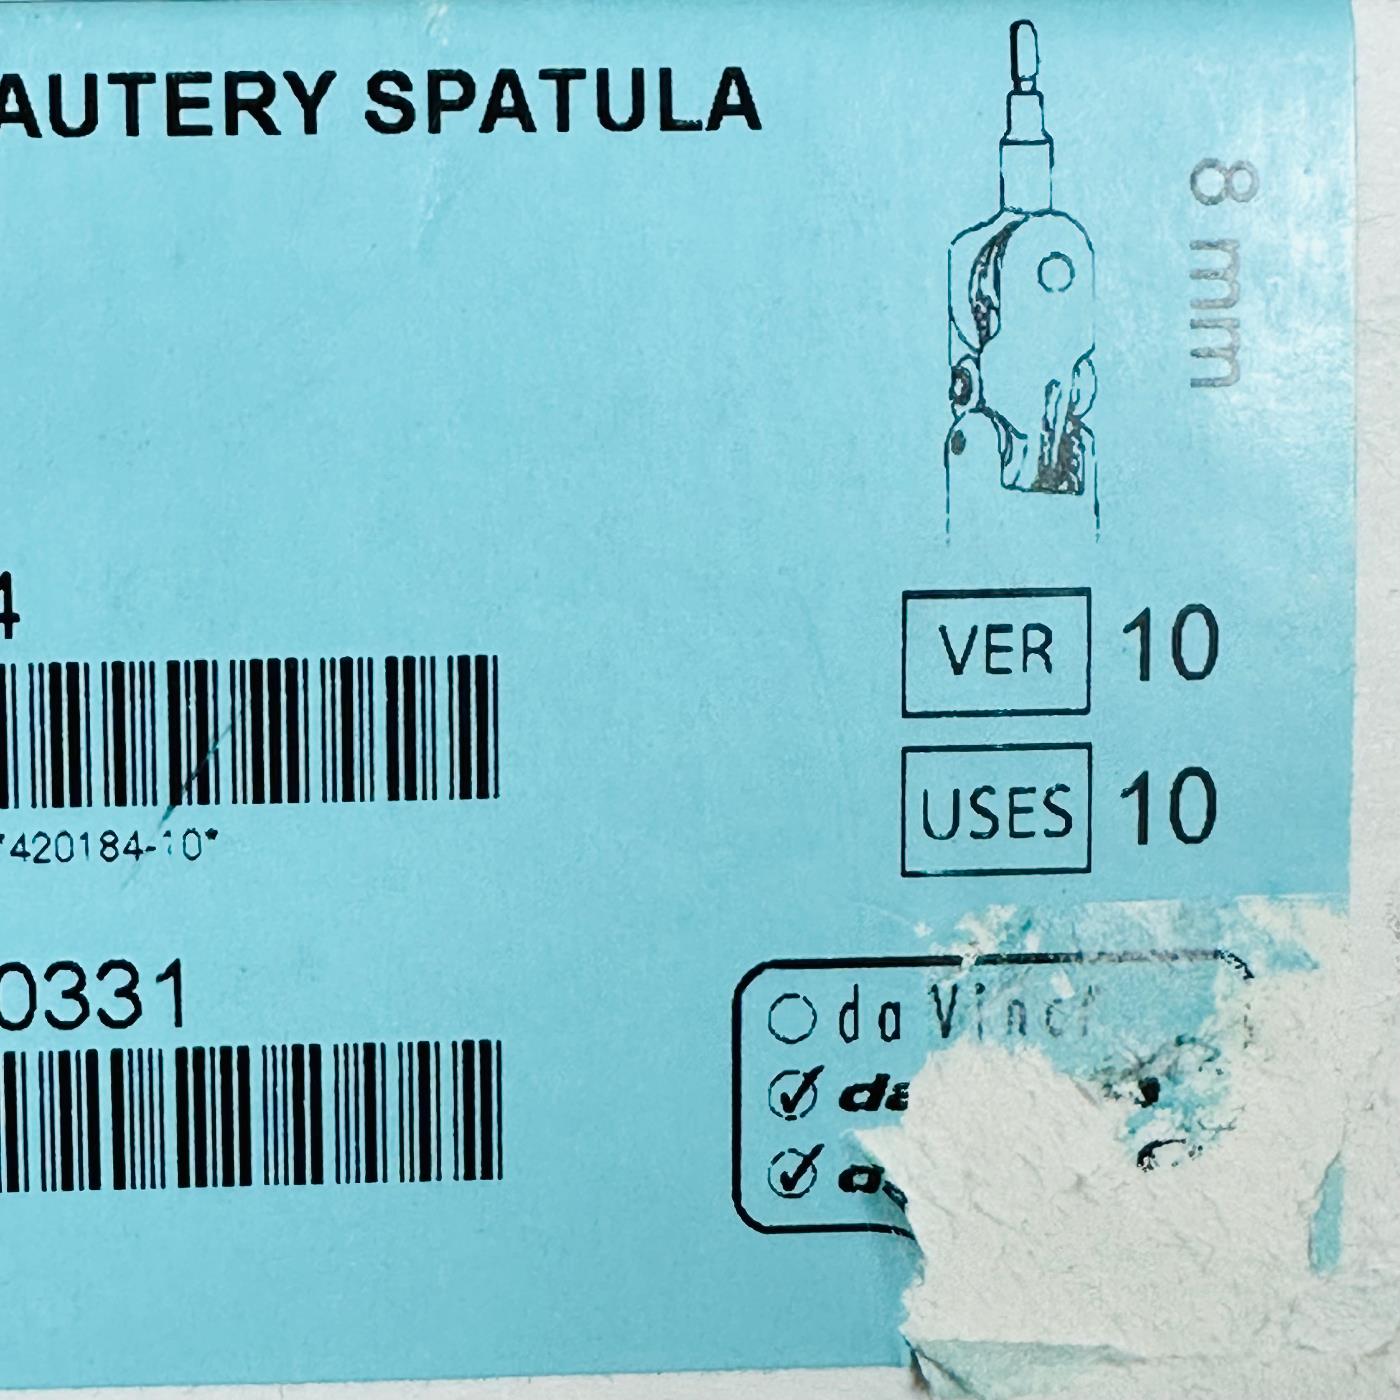 AUTERY SPATULA
8 mm
4
VER 10
*420184-10*
USES 10
0331
da Vinci